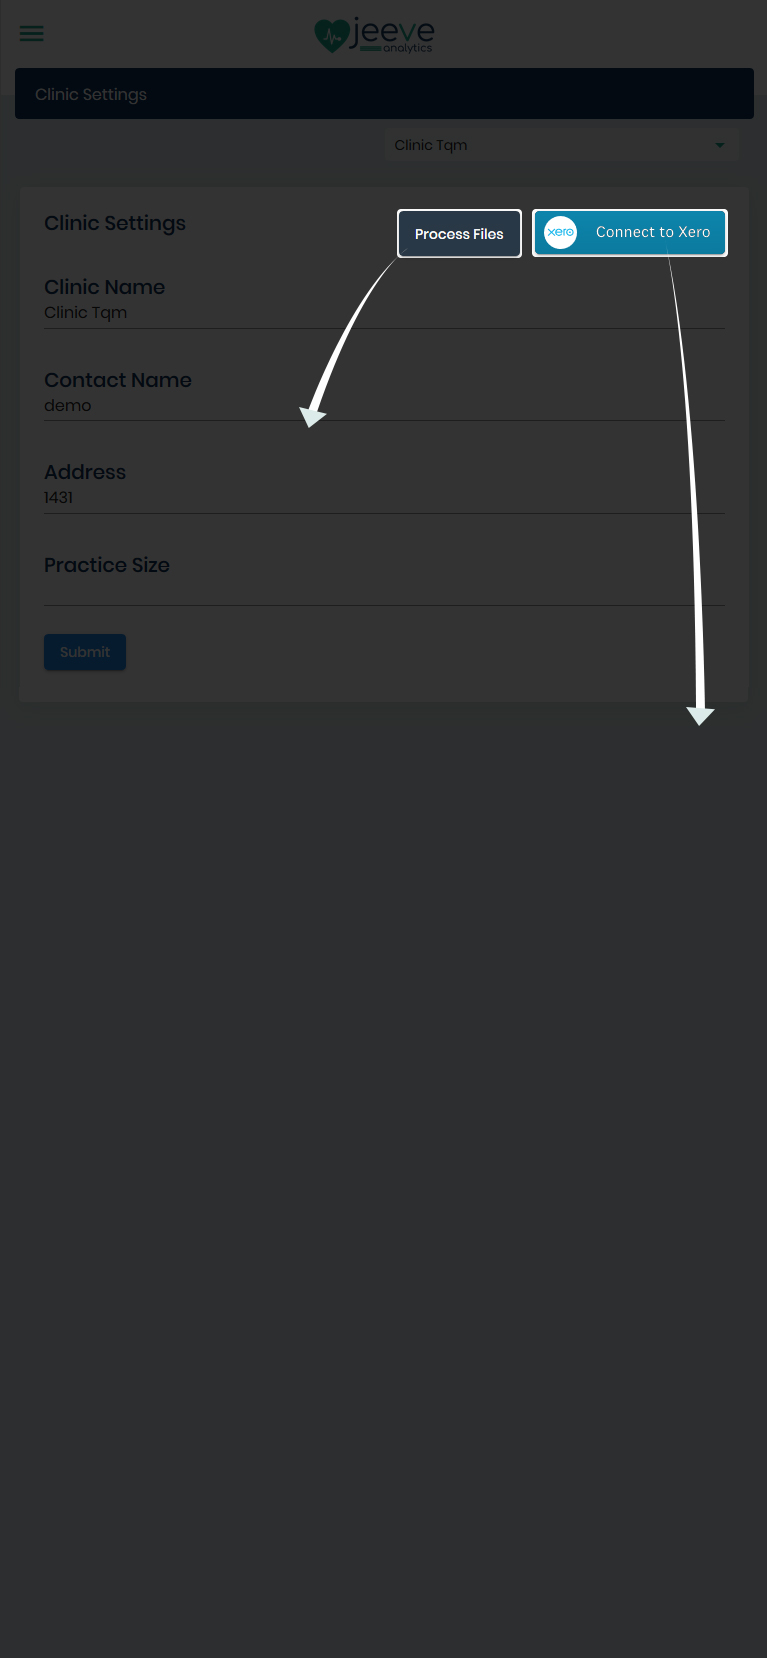 jeeve
analytics
Clinic Settings
Clinic Tqm
Clinic Settings
Process Files
xero Connect to Xero
Clinic Name
Clinic Tqm
Contact Name
demo
Address
1431
Practice Size
Submit